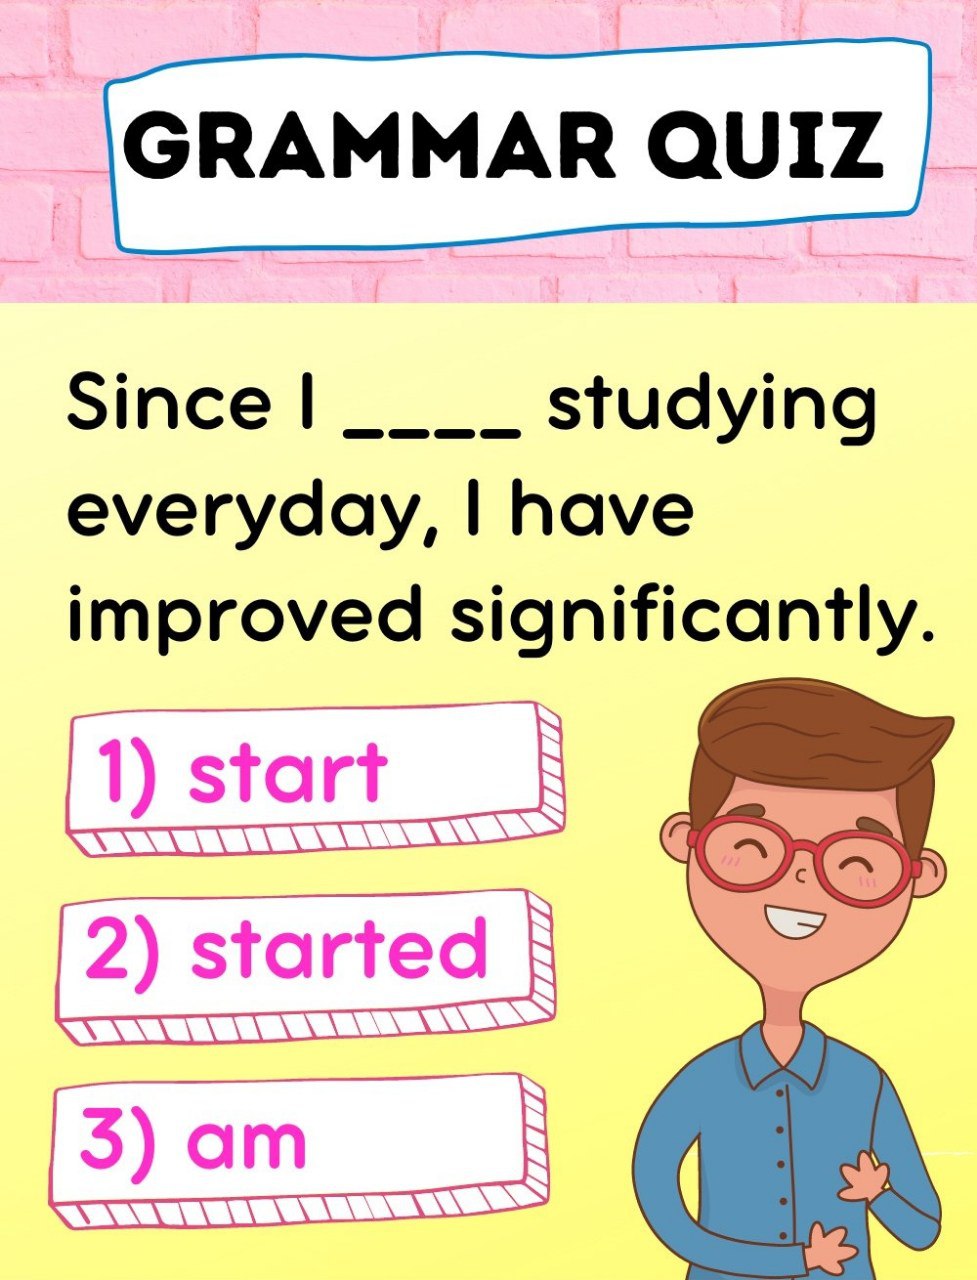 GRAMMAR QUIZ
Since I ____ studying
everyday, I have
improved significantly.
1) start
2) started
3) am